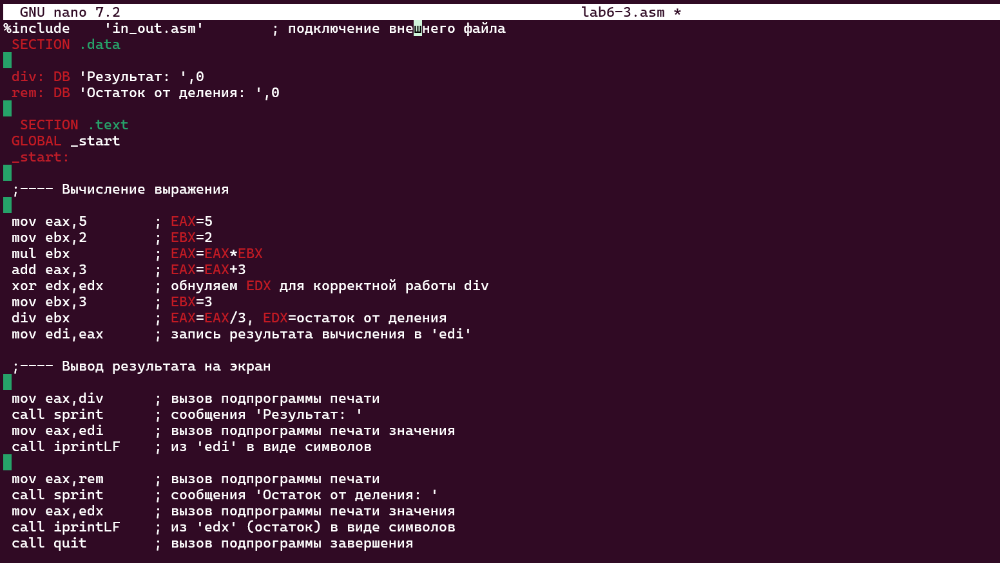 GNU nano 7.2 lab6-3.asm *
%include 'in_out.asm' ; подключение внешнего файла
SECTION .data
div: DB 'Результат: ',0
rem: DB 'Остаток от деления: ',0
SECTION .text
GLOBAL _start
_start:
;---- Вычисление выражения
mov eax,5 ; EAX=5
mov ebx,2 ; EBX=2
mul ebx ; EAX=EAX*EBX
add eax,3 ; EAX=EAX+3
xor edx,edx ; обнуляем EDX для корректной работы div
mov ebx,3 ; EBX=3
div ebx ; EAX=EAX/3, EDX=остаток от деления
mov edi,eax ; запись результата вычисления в 'edi'
;---- Вывод результата на экран
mov eax,div ; вызов подпрограммы печати
call sprint ; сообщения 'Результат: '
mov eax,edi ; вызов подпрограммы печати значения
call iprintLF ; из 'edi' в виде символов
mov eax,rem ; вызов подпрограммы печати
call sprint ; сообщения 'Остаток от деления: '
mov eax,edx ; вызов подпрограммы печати значения
call iprintLF ; из 'edx' (остаток) в виде символов
call quit ; вызов подпрограммы завершения